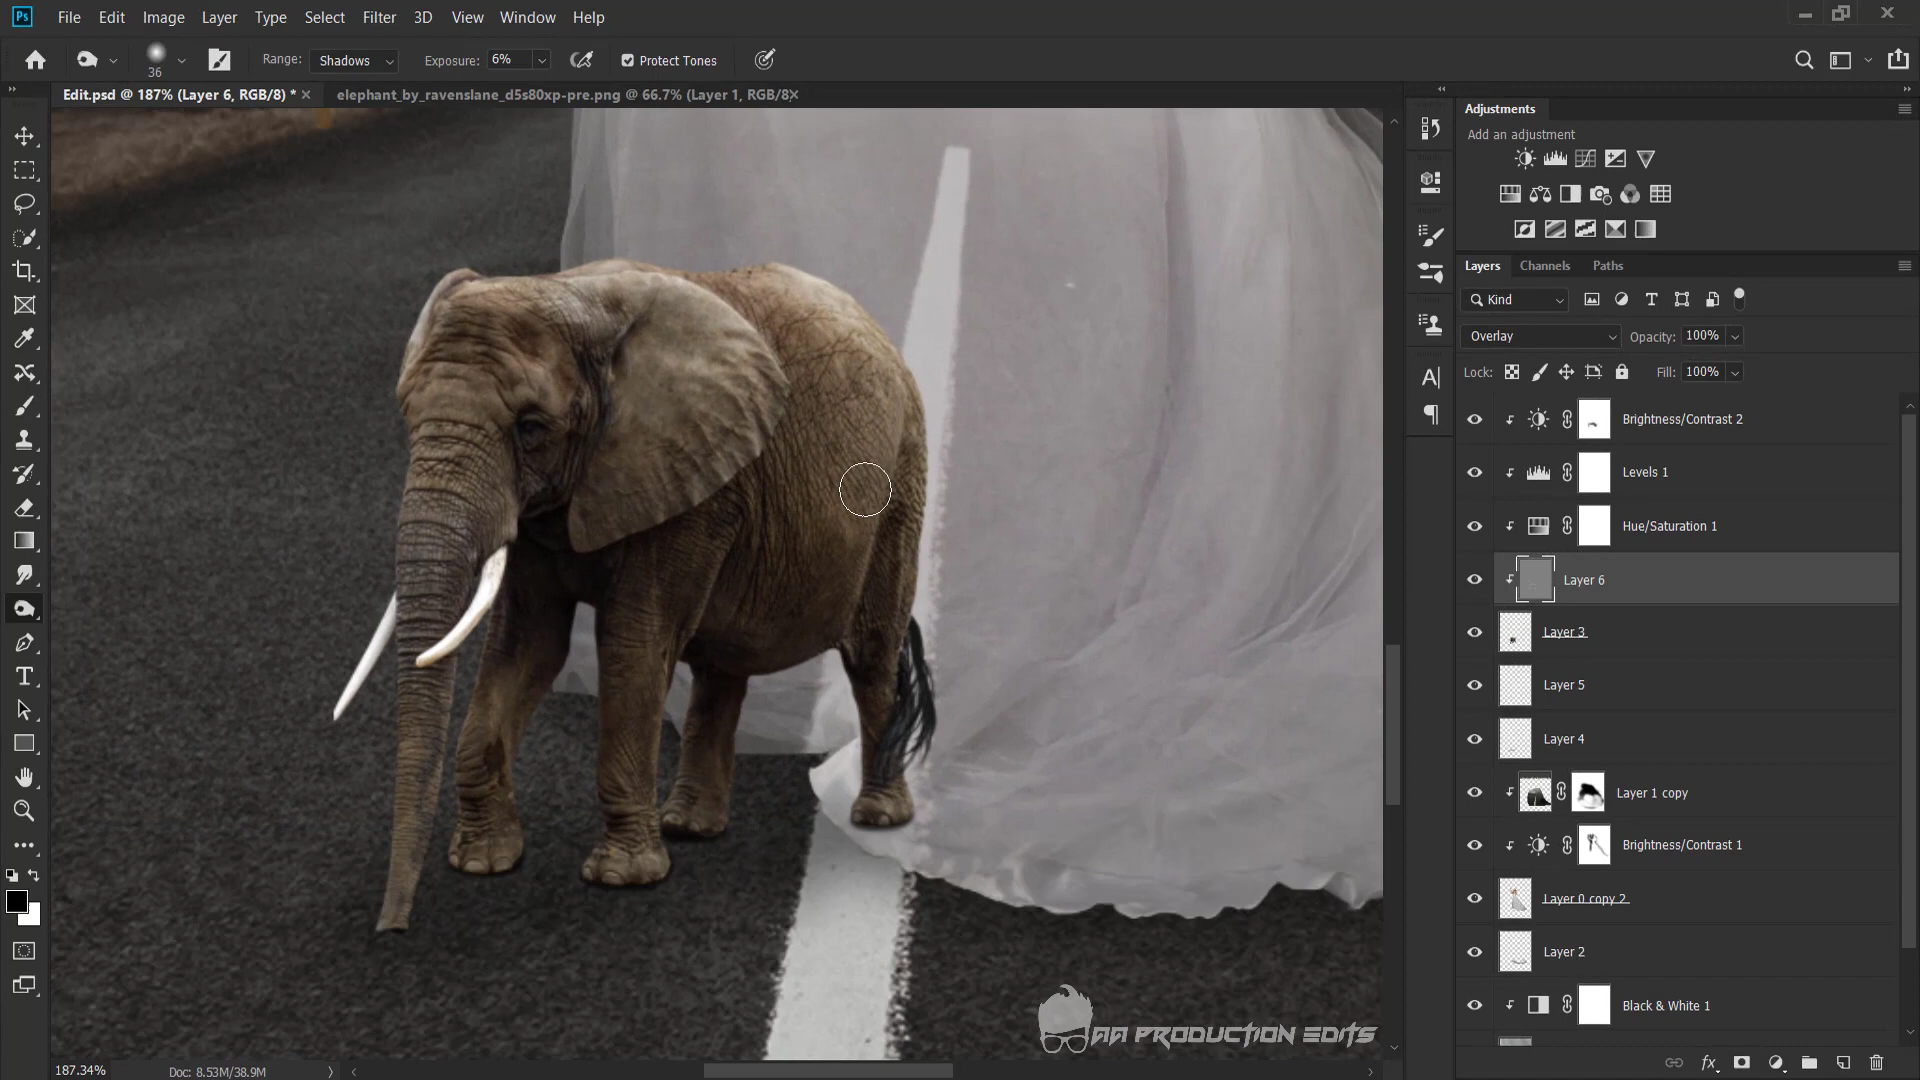 Ps File Edit Image Layer Type Select Filter 3D View Window Help
36 Range: Shadows Exposure: 6% Protect Tones
Edit.psd @ 187% (Layer 6, RGB/8) * × elephant_by_ravenslane_d5s80xp-pre.png @ 66.7% (Layer 1, RGB/8) ×
Adjustments
Add an adjustment
Layers Channels Paths
Kind
Overlay Opacity: 100%
Lock: Fill: 100%
Brightness/Contrast 2
Levels 1
Hue/Saturation 1
Layer 6
Layer 3
Layer 5
Layer 4
Layer 1 copy
Brightness/Contrast 1
Layer 0 copy 2
Layer 2
Black & White 1
AA PRODUCTION EDITS
187.34% Doc: 8.53M/38.9M